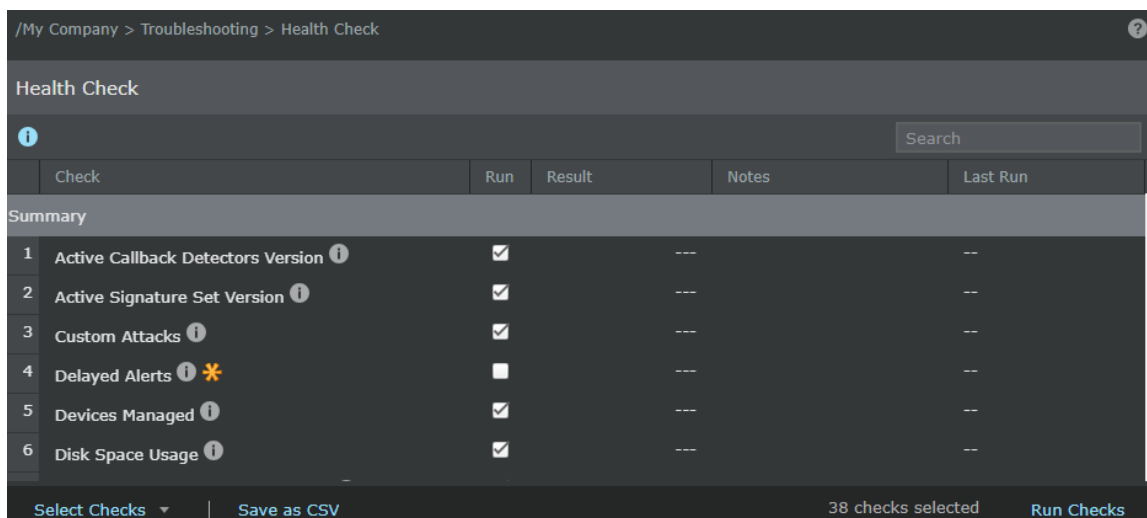 /My Company > Troubleshooting > Health Check
Health Check
Search
Check Run Result Notes Last Run
Summary
1 Active Callback Detectors Version --- --
2 Active Signature Set Version --- --
3 Custom Attacks --- --
4 Delayed Alerts --- --
5 Devices Managed --- --
6 Disk Space Usage --- --
Select Checks | Save as CSV 38 checks selected Run Checks